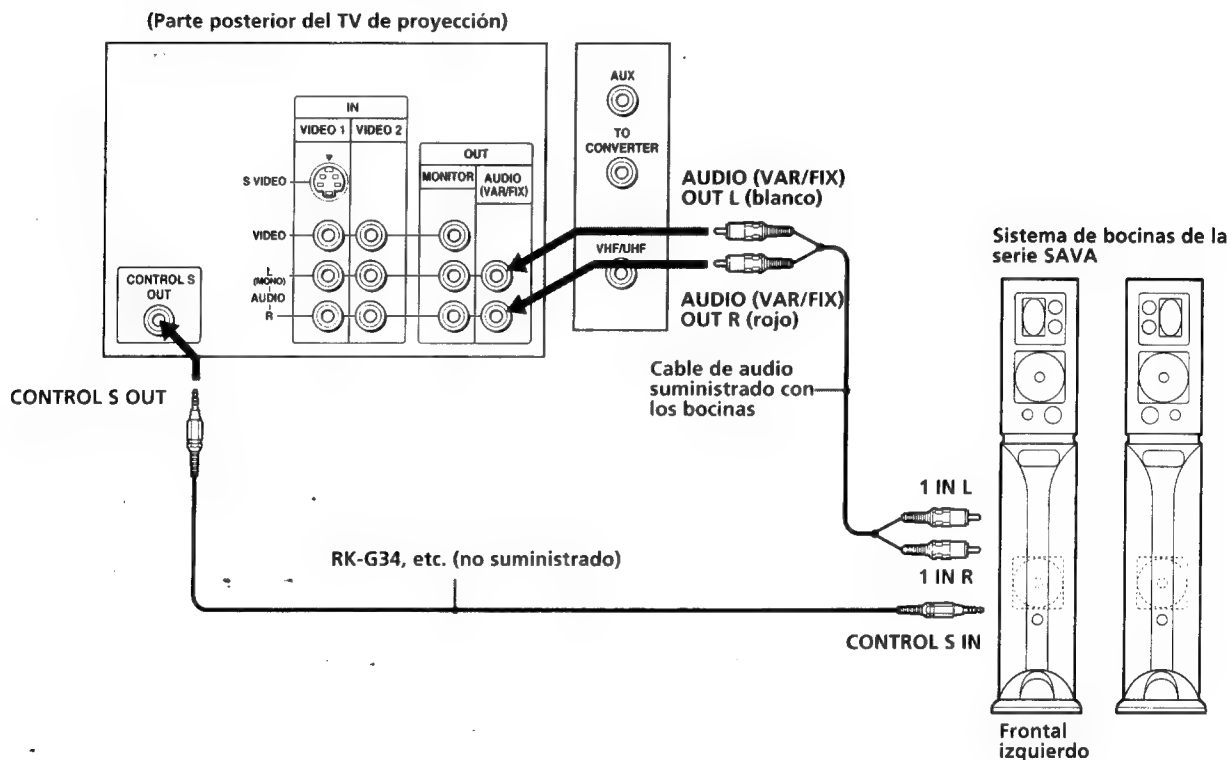 (Parte posterior del TV de proyección)
AUX
TO
CONVERTER
VHF/UHF
IN
VIDEO 1
VIDEO 2
OUT
MONITOR
AUDIO
(VAR/FIX)
S VIDEO
VIDEO
L
(MONO)
AUDIO
R
CONTROL S
OUT
AUDIO (VAR/FIX)
OUT L (blanco)
AUDIO (VAR/FIX)
OUT R (rojo)
Sistema de bocinas de la
serie SAVA
Cable de audio
suministrado con
los bocinas
CONTROL S OUT
1 IN L
1 IN R
RK-G34, etc. (no suministrado)
CONTROL S IN
Frontal
izquierdo